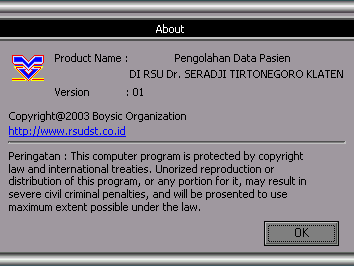 About
Product Name : Pengolahan Data Pasien
DI RSU Dr. SERADJI TIRTONEGORO KLATEN
Version : 01
Copyright@2003 Boysic Organization
http://www.rsudst.co.id
Peringatan : This computer program is protected by copyright
law and international treaties. Unorized reproduction or
distribution of this program, or any portion for it, may result in
severe civil criminal penalties, and will be prosented to use
maximum extent possible under the law.
OK